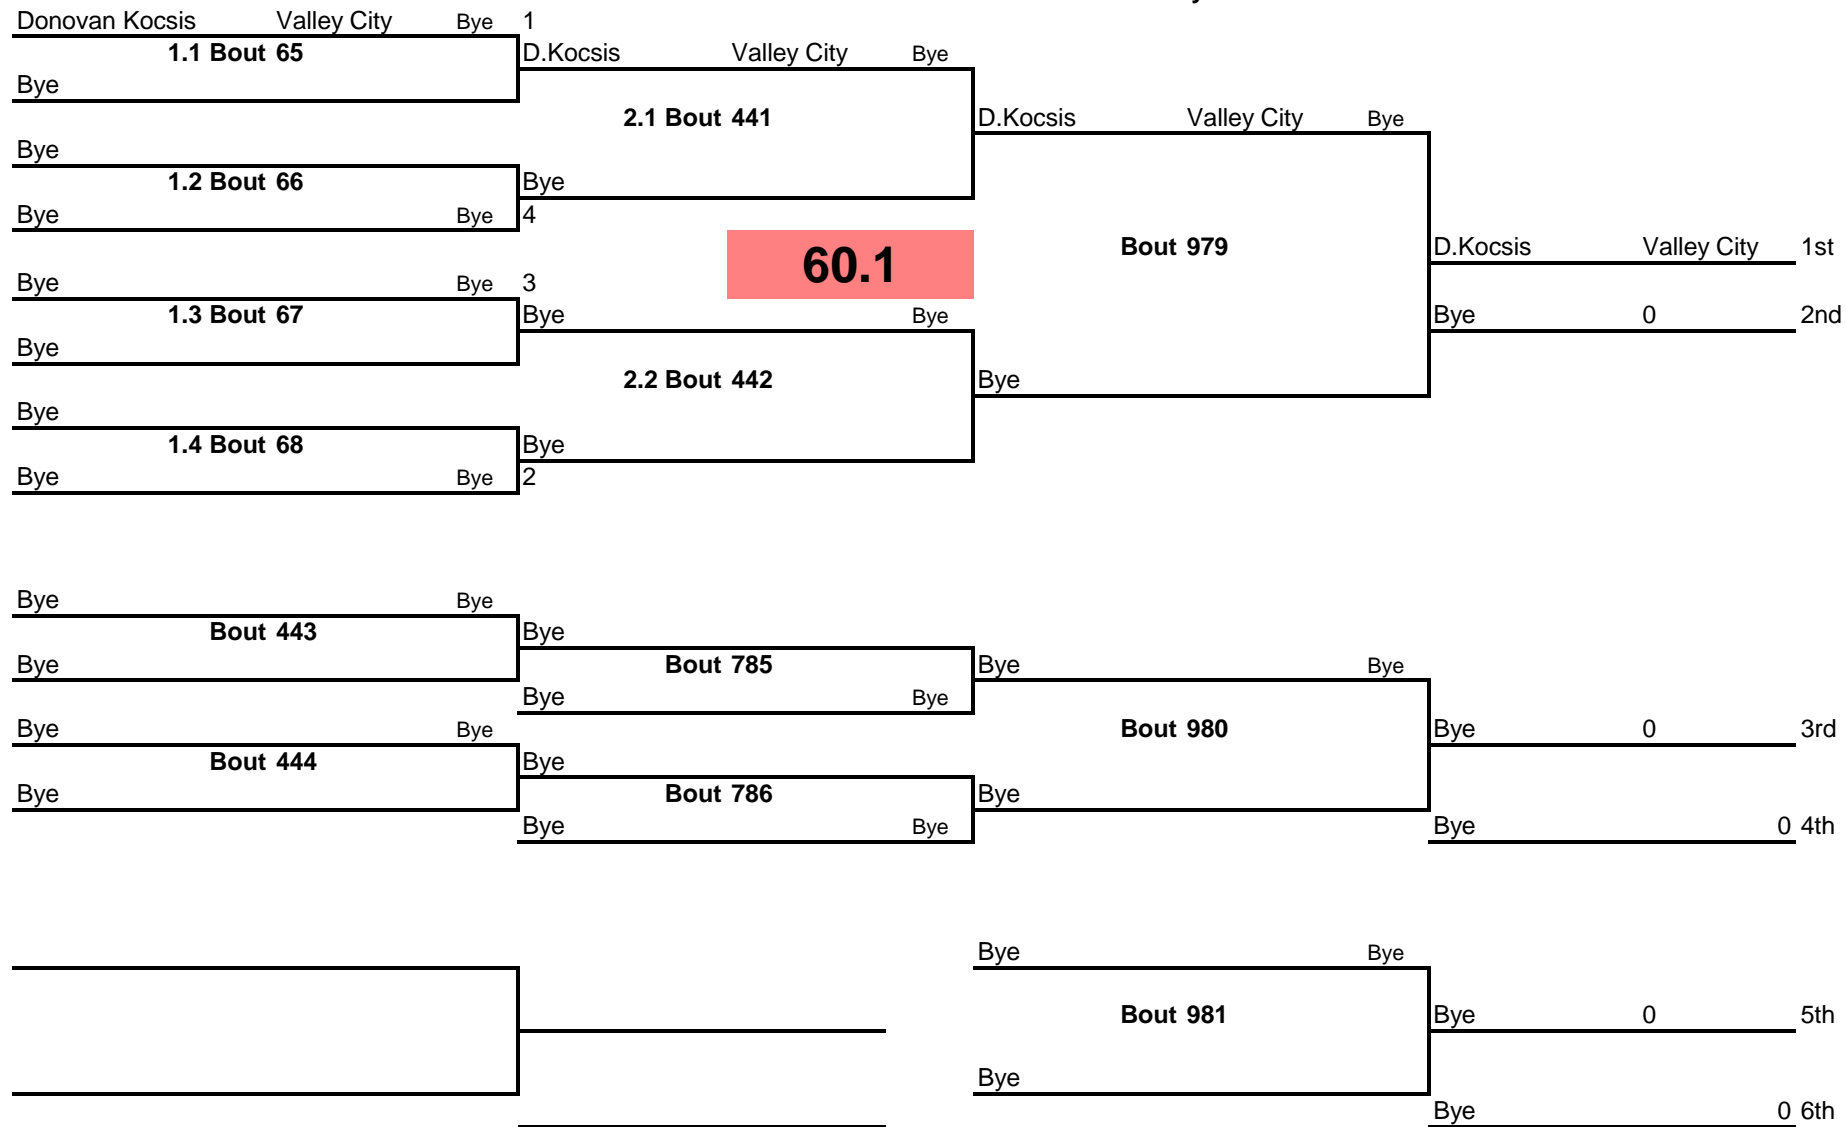 Donovan Kocsis Valley City Bye 1
1.1 Bout 65 D.Kocsis Valley City Bye
Bye
2.1 Bout 441 D.Kocsis Valley City Bye
Bye
1.2 Bout 66 Bye
Bye Bye 4
60.1 Bout 979 D.Kocsis Valley City 1st
Bye Bye 3
1.3 Bout 67 Bye Bye Bye 0 2nd
Bye
2.2 Bout 442 Bye
Bye
1.4 Bout 68 Bye
Bye Bye 2
Bye Bye
Bout 443 Bye
Bye Bout 785 Bye Bye
Bye Bye
Bye Bye Bout 980 Bye 0 3rd
Bout 444 Bye
Bye Bout 786 Bye
Bye Bye Bye 0 4th
Bye Bye
Bout 981 Bye 0 5th
Bye
Bye 0 6th